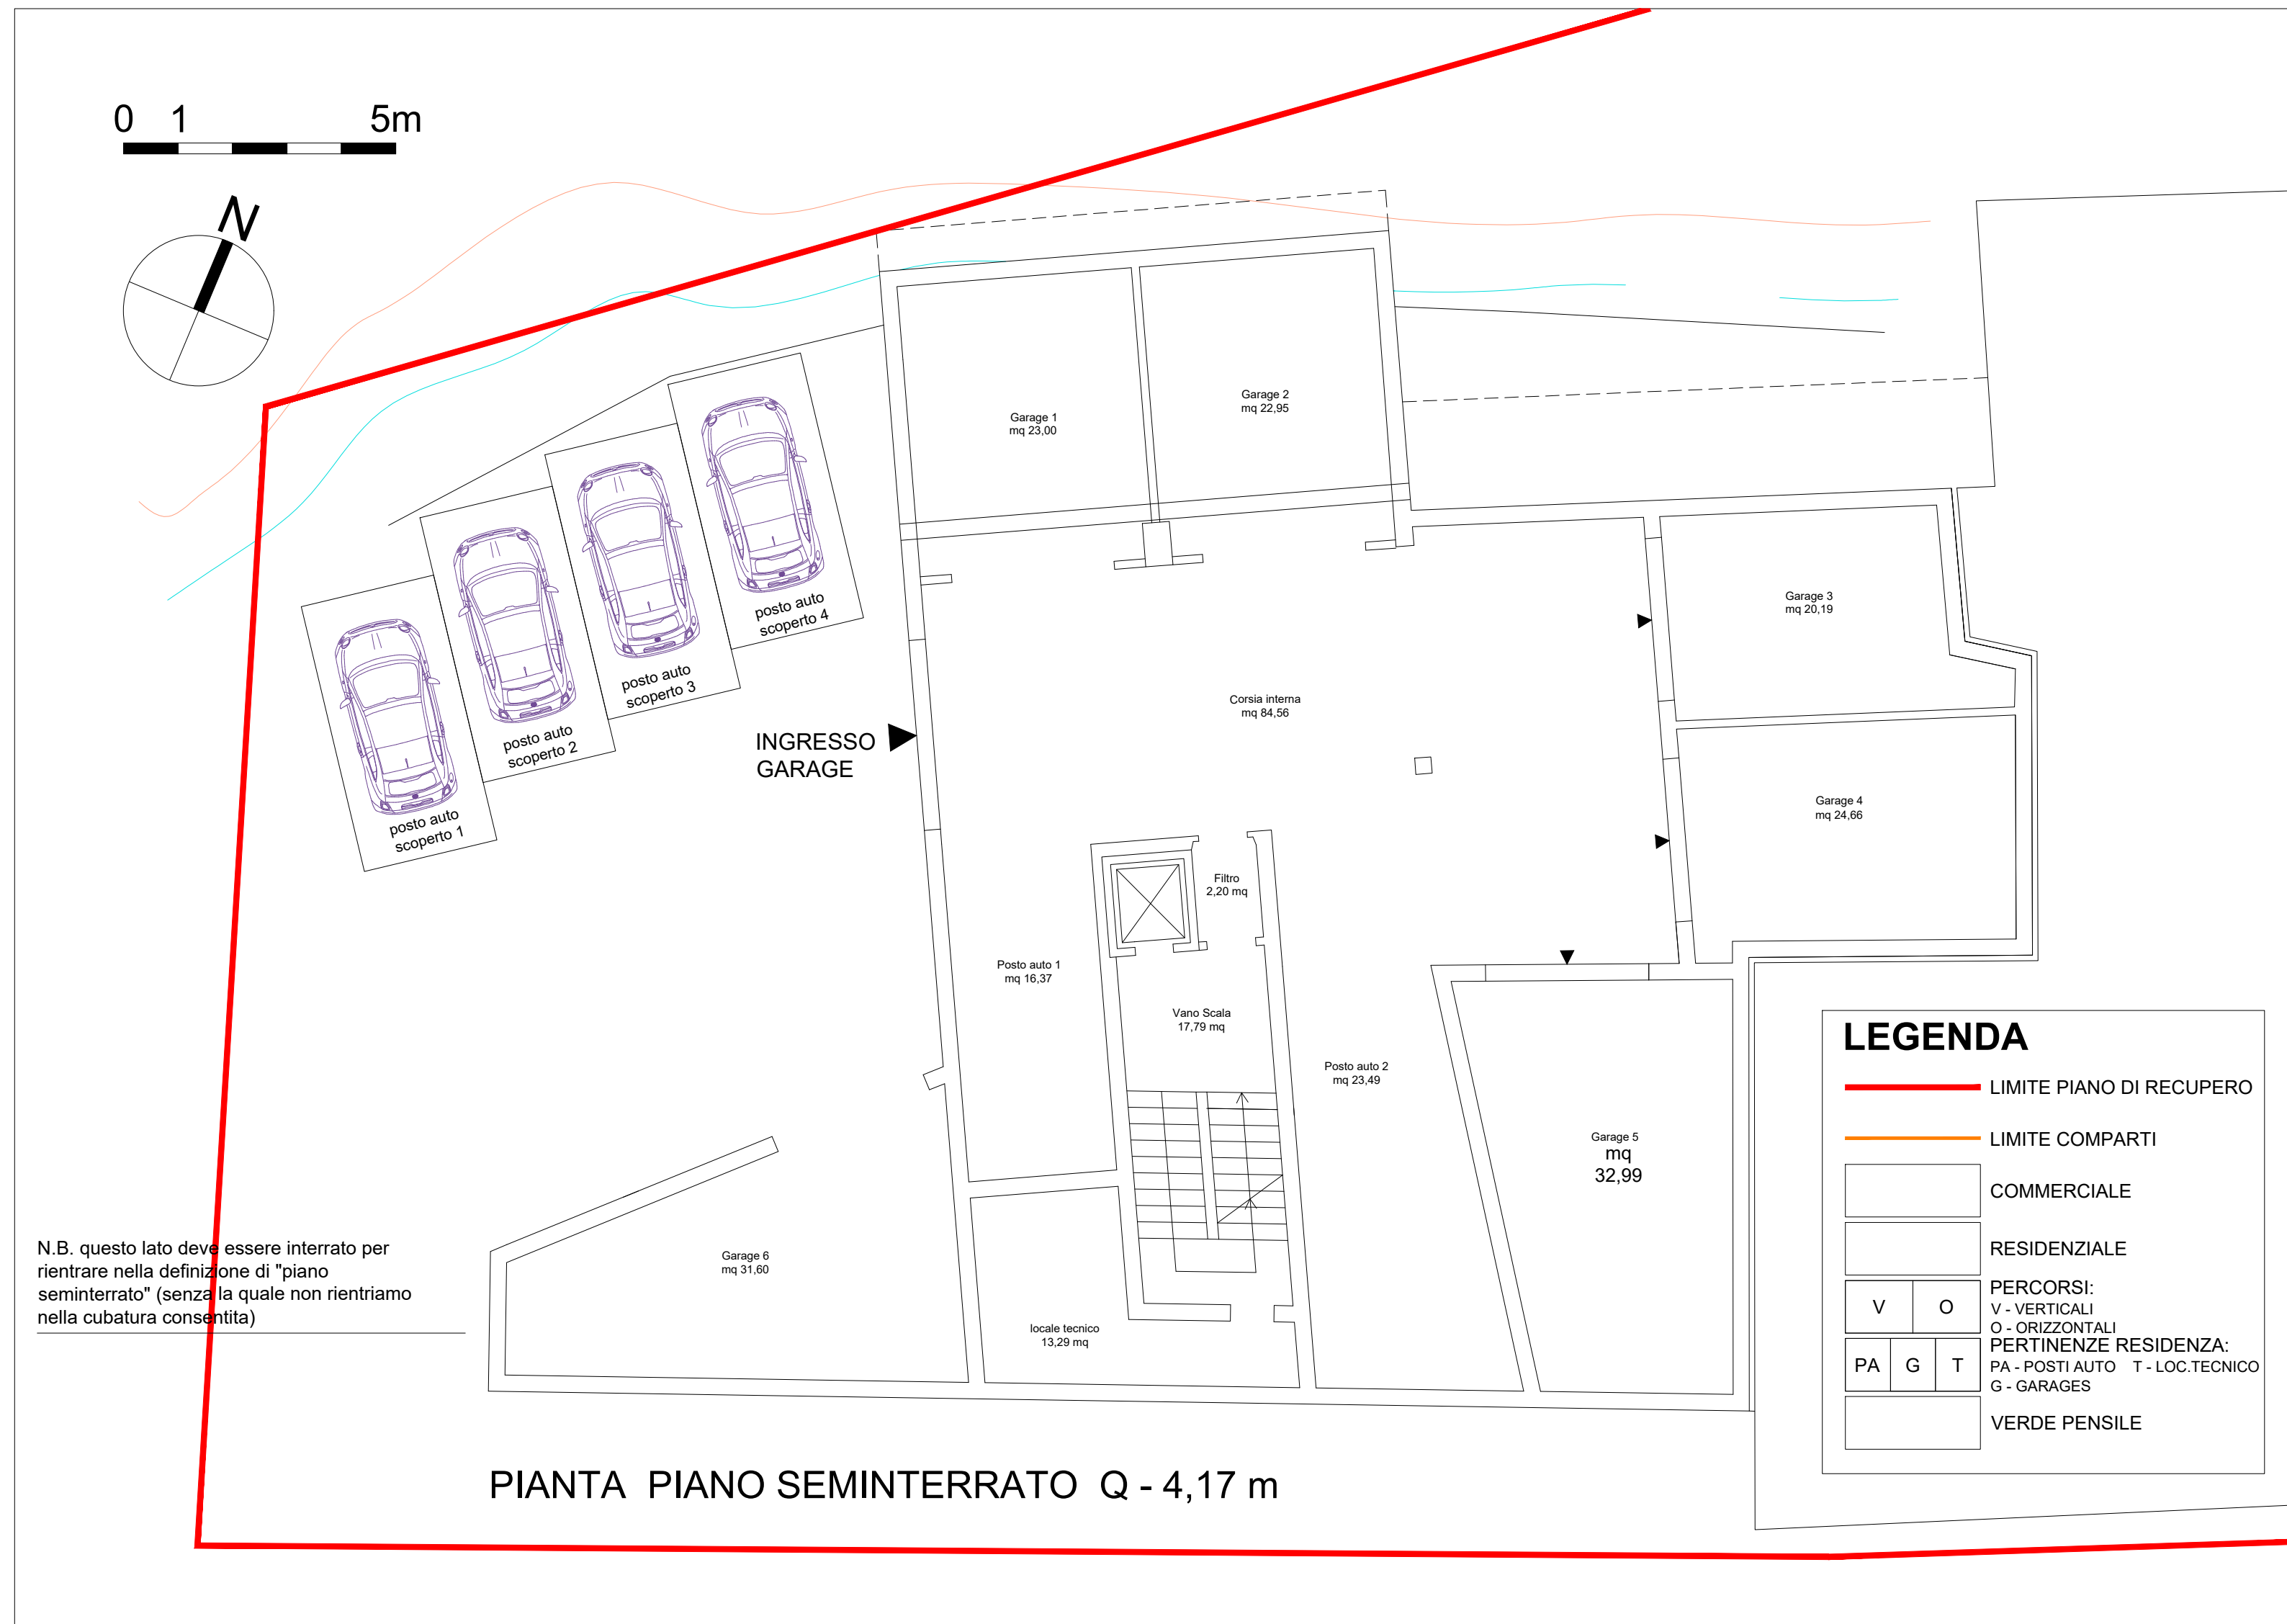 0 1 5m
N
Garage 1
mq 23,00
Garage 2
mq 22,95
Garage 3
mq 20,19
posto auto
scoperto 4
posto auto
scoperto 3
posto auto
scoperto 2
posto auto
scoperto 1
INGRESSO
GARAGE
Corsia interna
mq 84,56
Garage 4
mq 24,66
Filtro
2,20 mq
Posto auto 1
mq 16,37
Vano Scala
17,79 mq
Posto auto 2
mq 23,49
Garage 5
mq
32,99
Garage 6
mq 31,60
locale tecnico
13,29 mq
N.B. questo lato deve essere interrato per
rientrare nella definizione di "piano
seminterrato" (senza la quale non rientriamo
nella cubatura consentita)
LEGENDA
LIMITE PIANO DI RECUPERO
LIMITE COMPARTI
COMMERCIALE
RESIDENZIALE
V O
PERCORSI:
V - VERTICALI
O - ORIZZONTALI
PA G T
PERTINENZE RESIDENZA:
PA - POSTI AUTO T - LOC.TECNICO
G - GARAGES
VERDE PENSILE
PIANTA PIANO SEMINTERRATO Q - 4,17 m